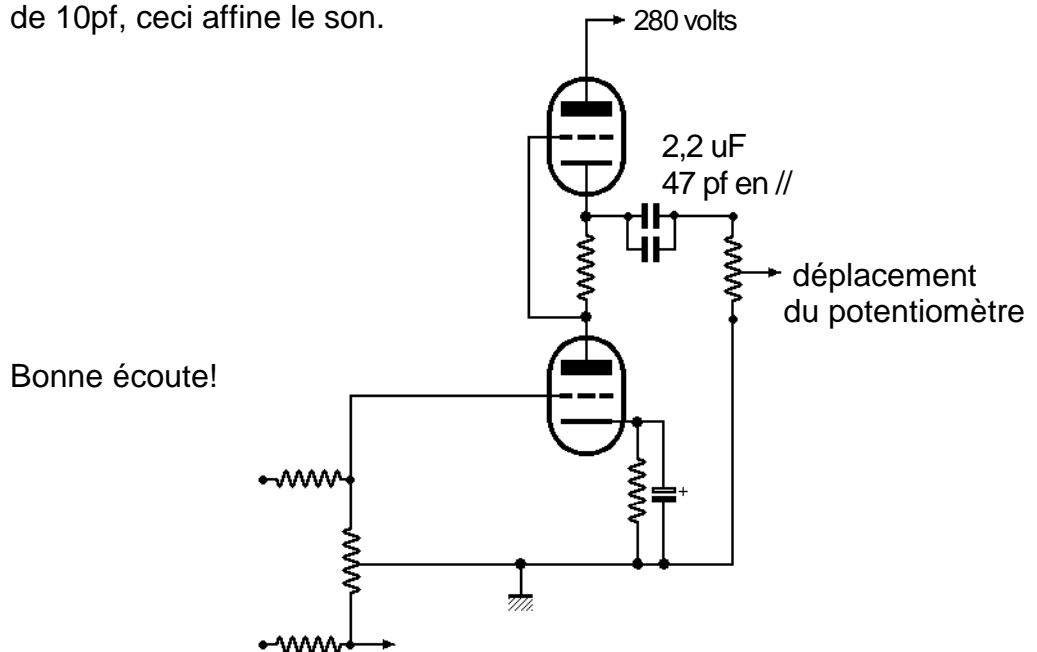 de 10pf, ceci affine le son.
280 volts
2,2 uF
47 pf en //
déplacement
du potentiomètre
Bonne écoute!
+